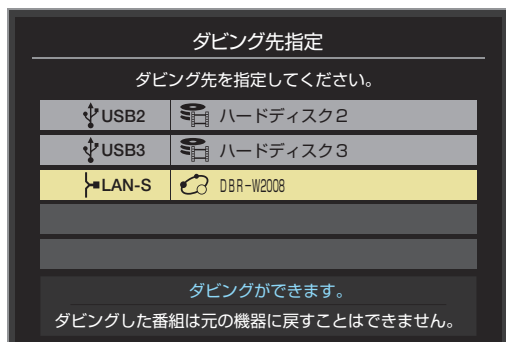 ダビング先指定
ダビング先を指定してください。
USB2 ハードディスク2
USB3 ハードディスク3
LAN-S DBR-W2008
ダビングができます。
ダビングした番組は元の機器に戻すことはできません。